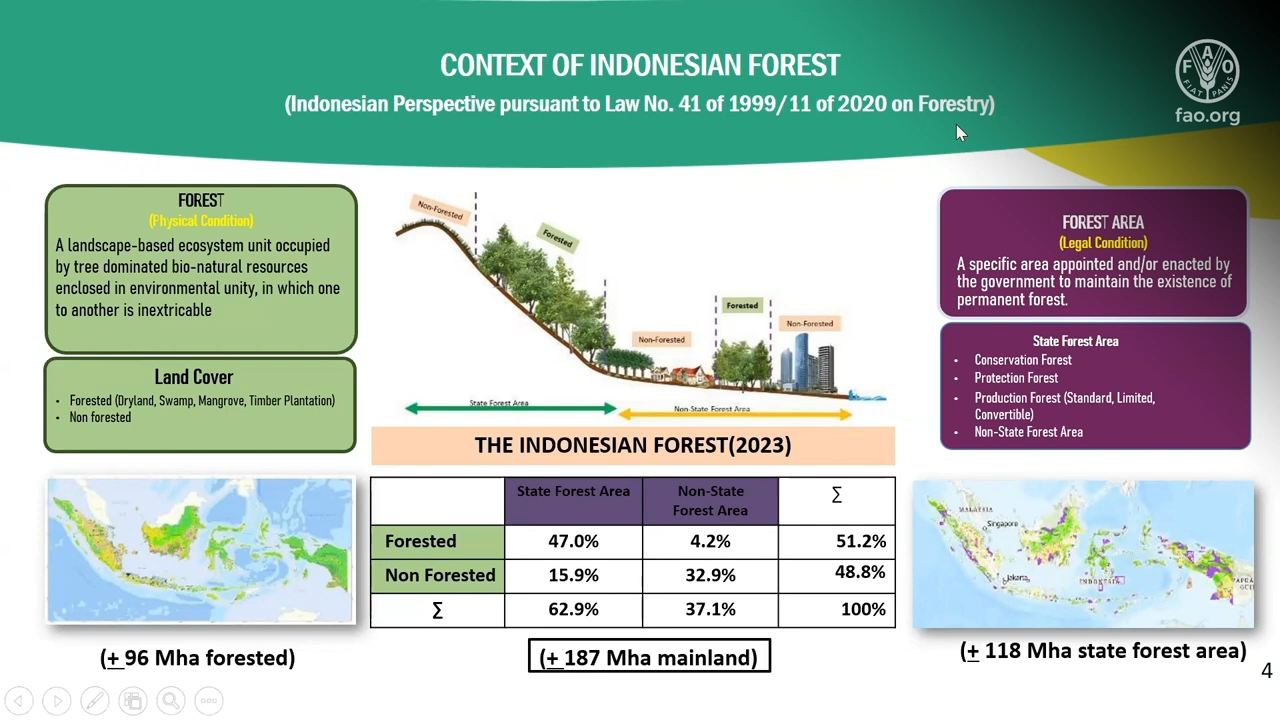 CONTEXT OF INDONESIAN FOREST
(Indonesian Perspective pursuant to Law No. 41 of 1999/11 of 2020 on Forestry)
F A O
FIAT PANIS
fao.org
FOREST
(Physical Condition)
A landscape-based ecosystem unit occupied
by tree dominated bio-natural resources
enclosed in environmental unity, in which one
to another is inextricable
Land Cover
• Forested (Dryland, Swamp, Mangrove, Timber Plantation)
• Non forested
Non-Forested
Forested
Non-Forested
Forested
Non-Forested
State Forest Area
Non-State Forest Area
FOREST AREA
(Legal Condition)
A specific area appointed and/or enacted by
the government to maintain the existence of
permanent forest.
State Forest Area
• Conservation Forest
• Protection Forest
• Production Forest (Standard, Limited,
Convertible)
• Non-State Forest Area
THE INDONESIAN FOREST(2023)
State Forest Area Non-State ∑
Forest Area
Forested 47.0% 4.2% 51.2%
Non Forested 15.9% 32.9% 48.8%
∑ 62.9% 37.1% 100%
MALAYSIA
Singapore
Jakarta
INDONESIA
(+ 96 Mha forested)
(+ 187 Mha mainland)
(+ 118 Mha state forest area)
4